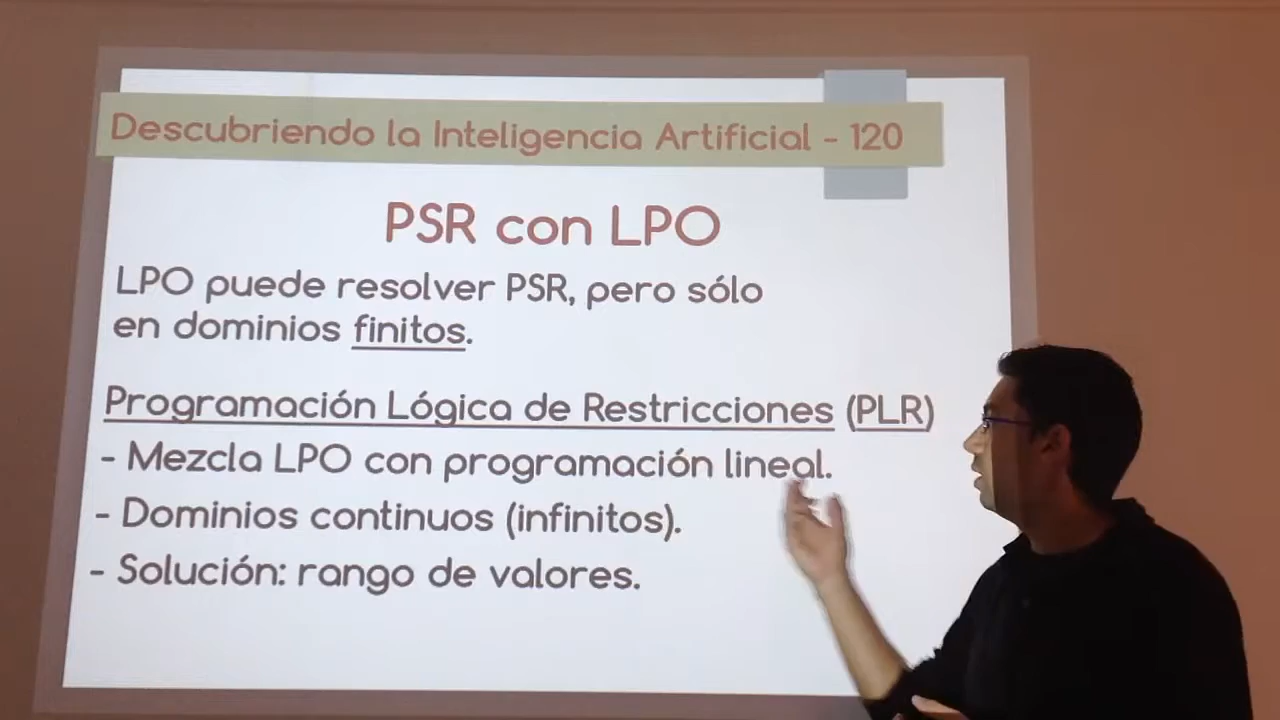 Descubriendo la Inteligencia Artificial - 120
PSR con LPO
LPO puede resolver PSR, pero sólo
en dominios finitos.
Programación Lógica de Restricciones (PLR)
- Mezcla LPO con programación lineal.
- Dominios continuos (infinitos).
- Solución: rango de valores.